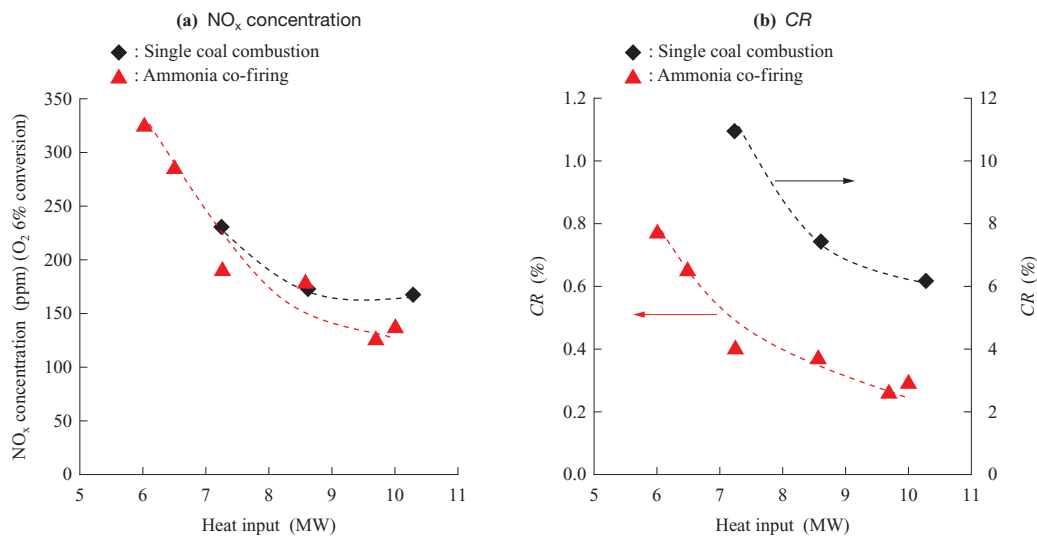 (a) NOx concentration
◆ : Single coal combustion
▲ : Ammonia co-firing
NOx concentration (ppm) (O2 6% conversion)
350
300
250
200
150
100
50
0
5 6 7 8 9 10 11
Heat input (MW)
(b) CR
◆ : Single coal combustion
▲ : Ammonia co-firing
CR (%)
1.2
1.0
0.8
0.6
0.4
0.2
0.0
12
10
8
6
4
2
0
CR (%)
5 6 7 8 9 10 11
Heat input (MW)